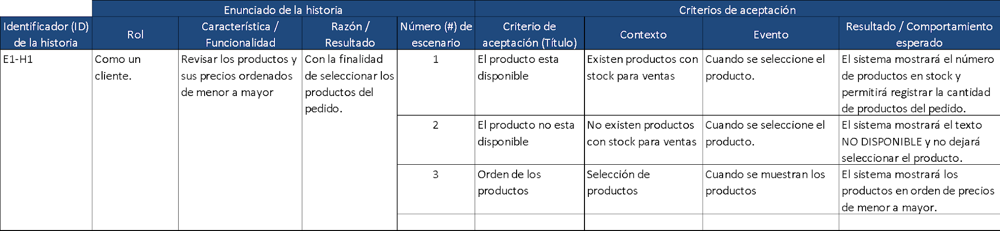 Enunciado de la historia
Criterios de aceptación
Identificador (ID)
de la historia
Rol
Característica /
Funcionalidad
Razón /
Resultado
Número (#) de
escenario
Criterio de
aceptación (Título)
Contexto
Evento
Resultado / Comportamiento
esperado
E1-H1
Como un
cliente.
Revisar los productos y
sus precios ordenados
de menor a mayor
Con la finalidad
de seleccionar los
productos del
pedido.
1
El producto esta
disponible
Existen productos con
stock para ventas
Cuando se seleccione el
producto.
El sistema mostrará el número
de productos en stock y
permitirá registrar la cantidad
de productos del pedido.
2
El producto no esta
disponible
No existen productos
con stock para ventas
Cuando se seleccione el
producto.
El sistema mostrará el texto
NO DISPONIBLE y no dejará
seleccionar el producto.
3
Orden de los
productos
Selección de
productos
Cuando se muestran los
productos
El sistema mostrará los
productos en orden de precios
de menor a mayor.